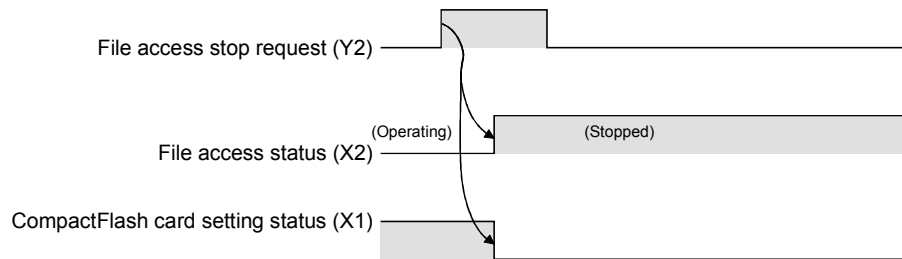 File access stop request (Y2)
(Operating) (Stopped)
File access status (X2)
CompactFlash card setting status (X1)